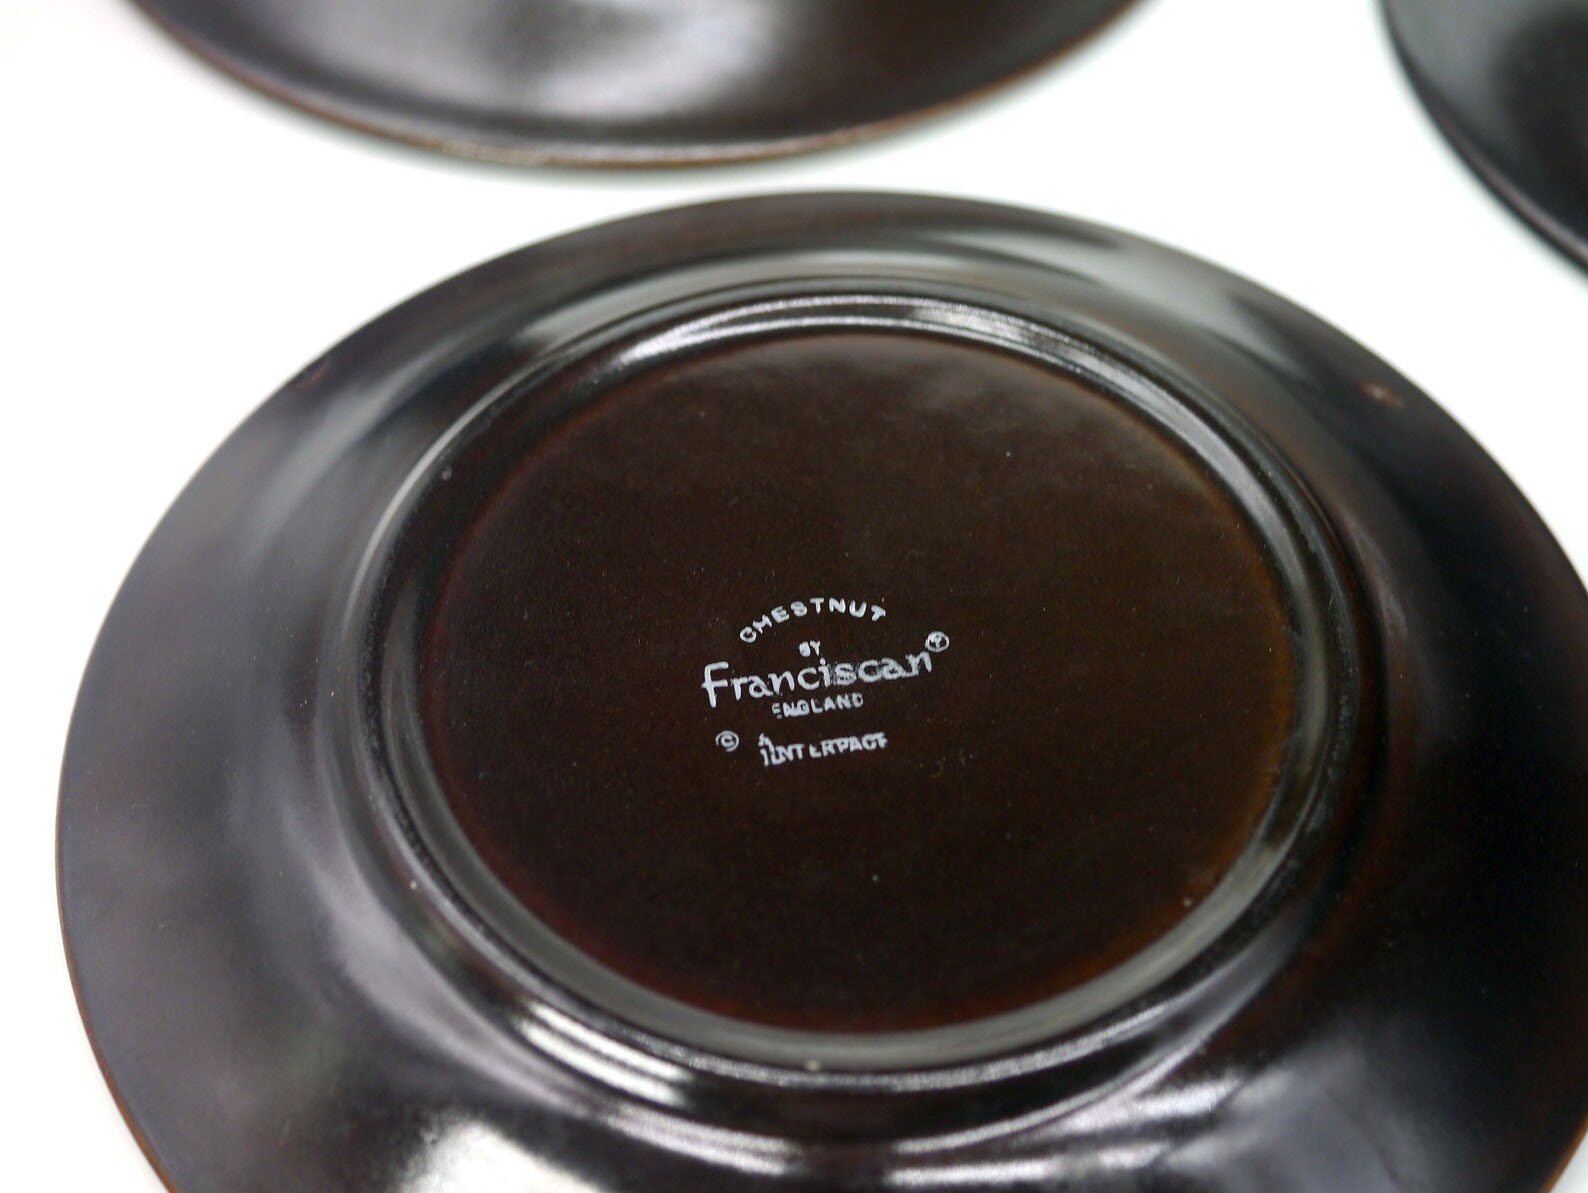 CHESTNUT
BY
Franciscan ®
ENGLAND
© INTERPACE